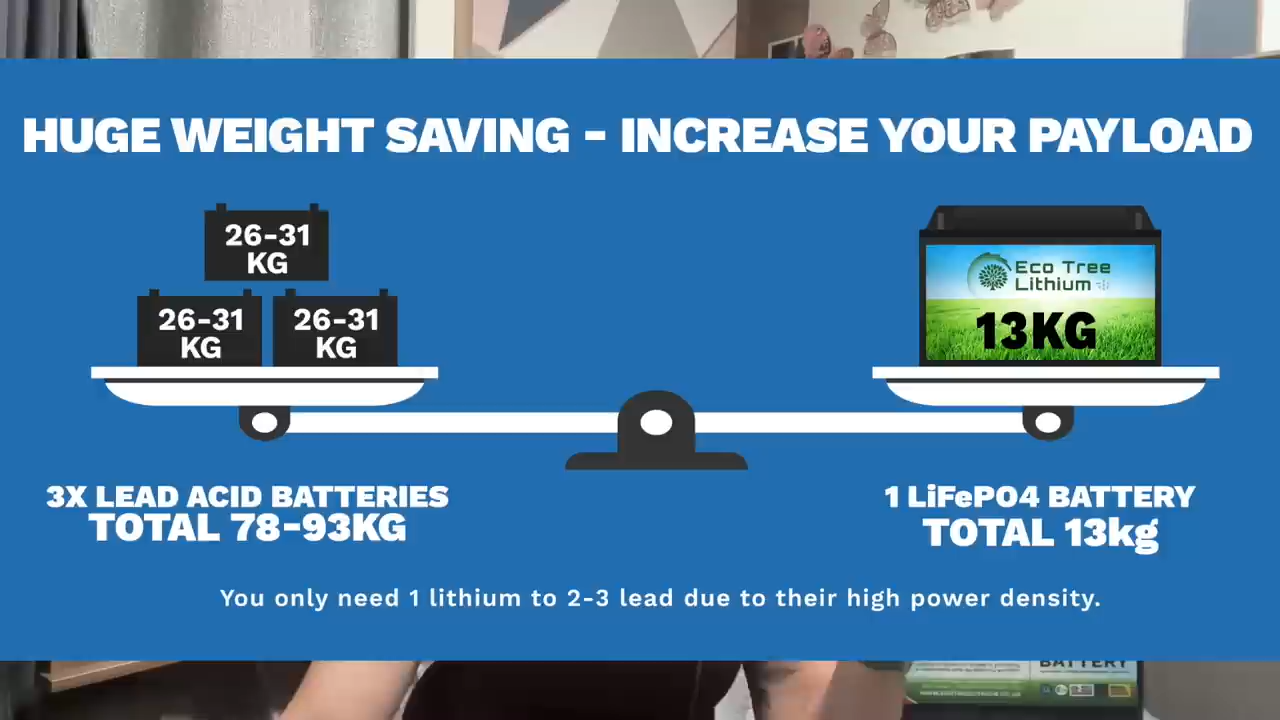 HUGE WEIGHT SAVING - INCREASE YOUR PAYLOAD
26-31
KG
26-31
KG
26-31
KG
Eco Tree
Lithium
13KG
3X LEAD ACID BATTERIES
TOTAL 78-93KG
1 LiFePO4 BATTERY
TOTAL 13kg
You only need 1 lithium to 2-3 lead due to their high power density.
BATTERY